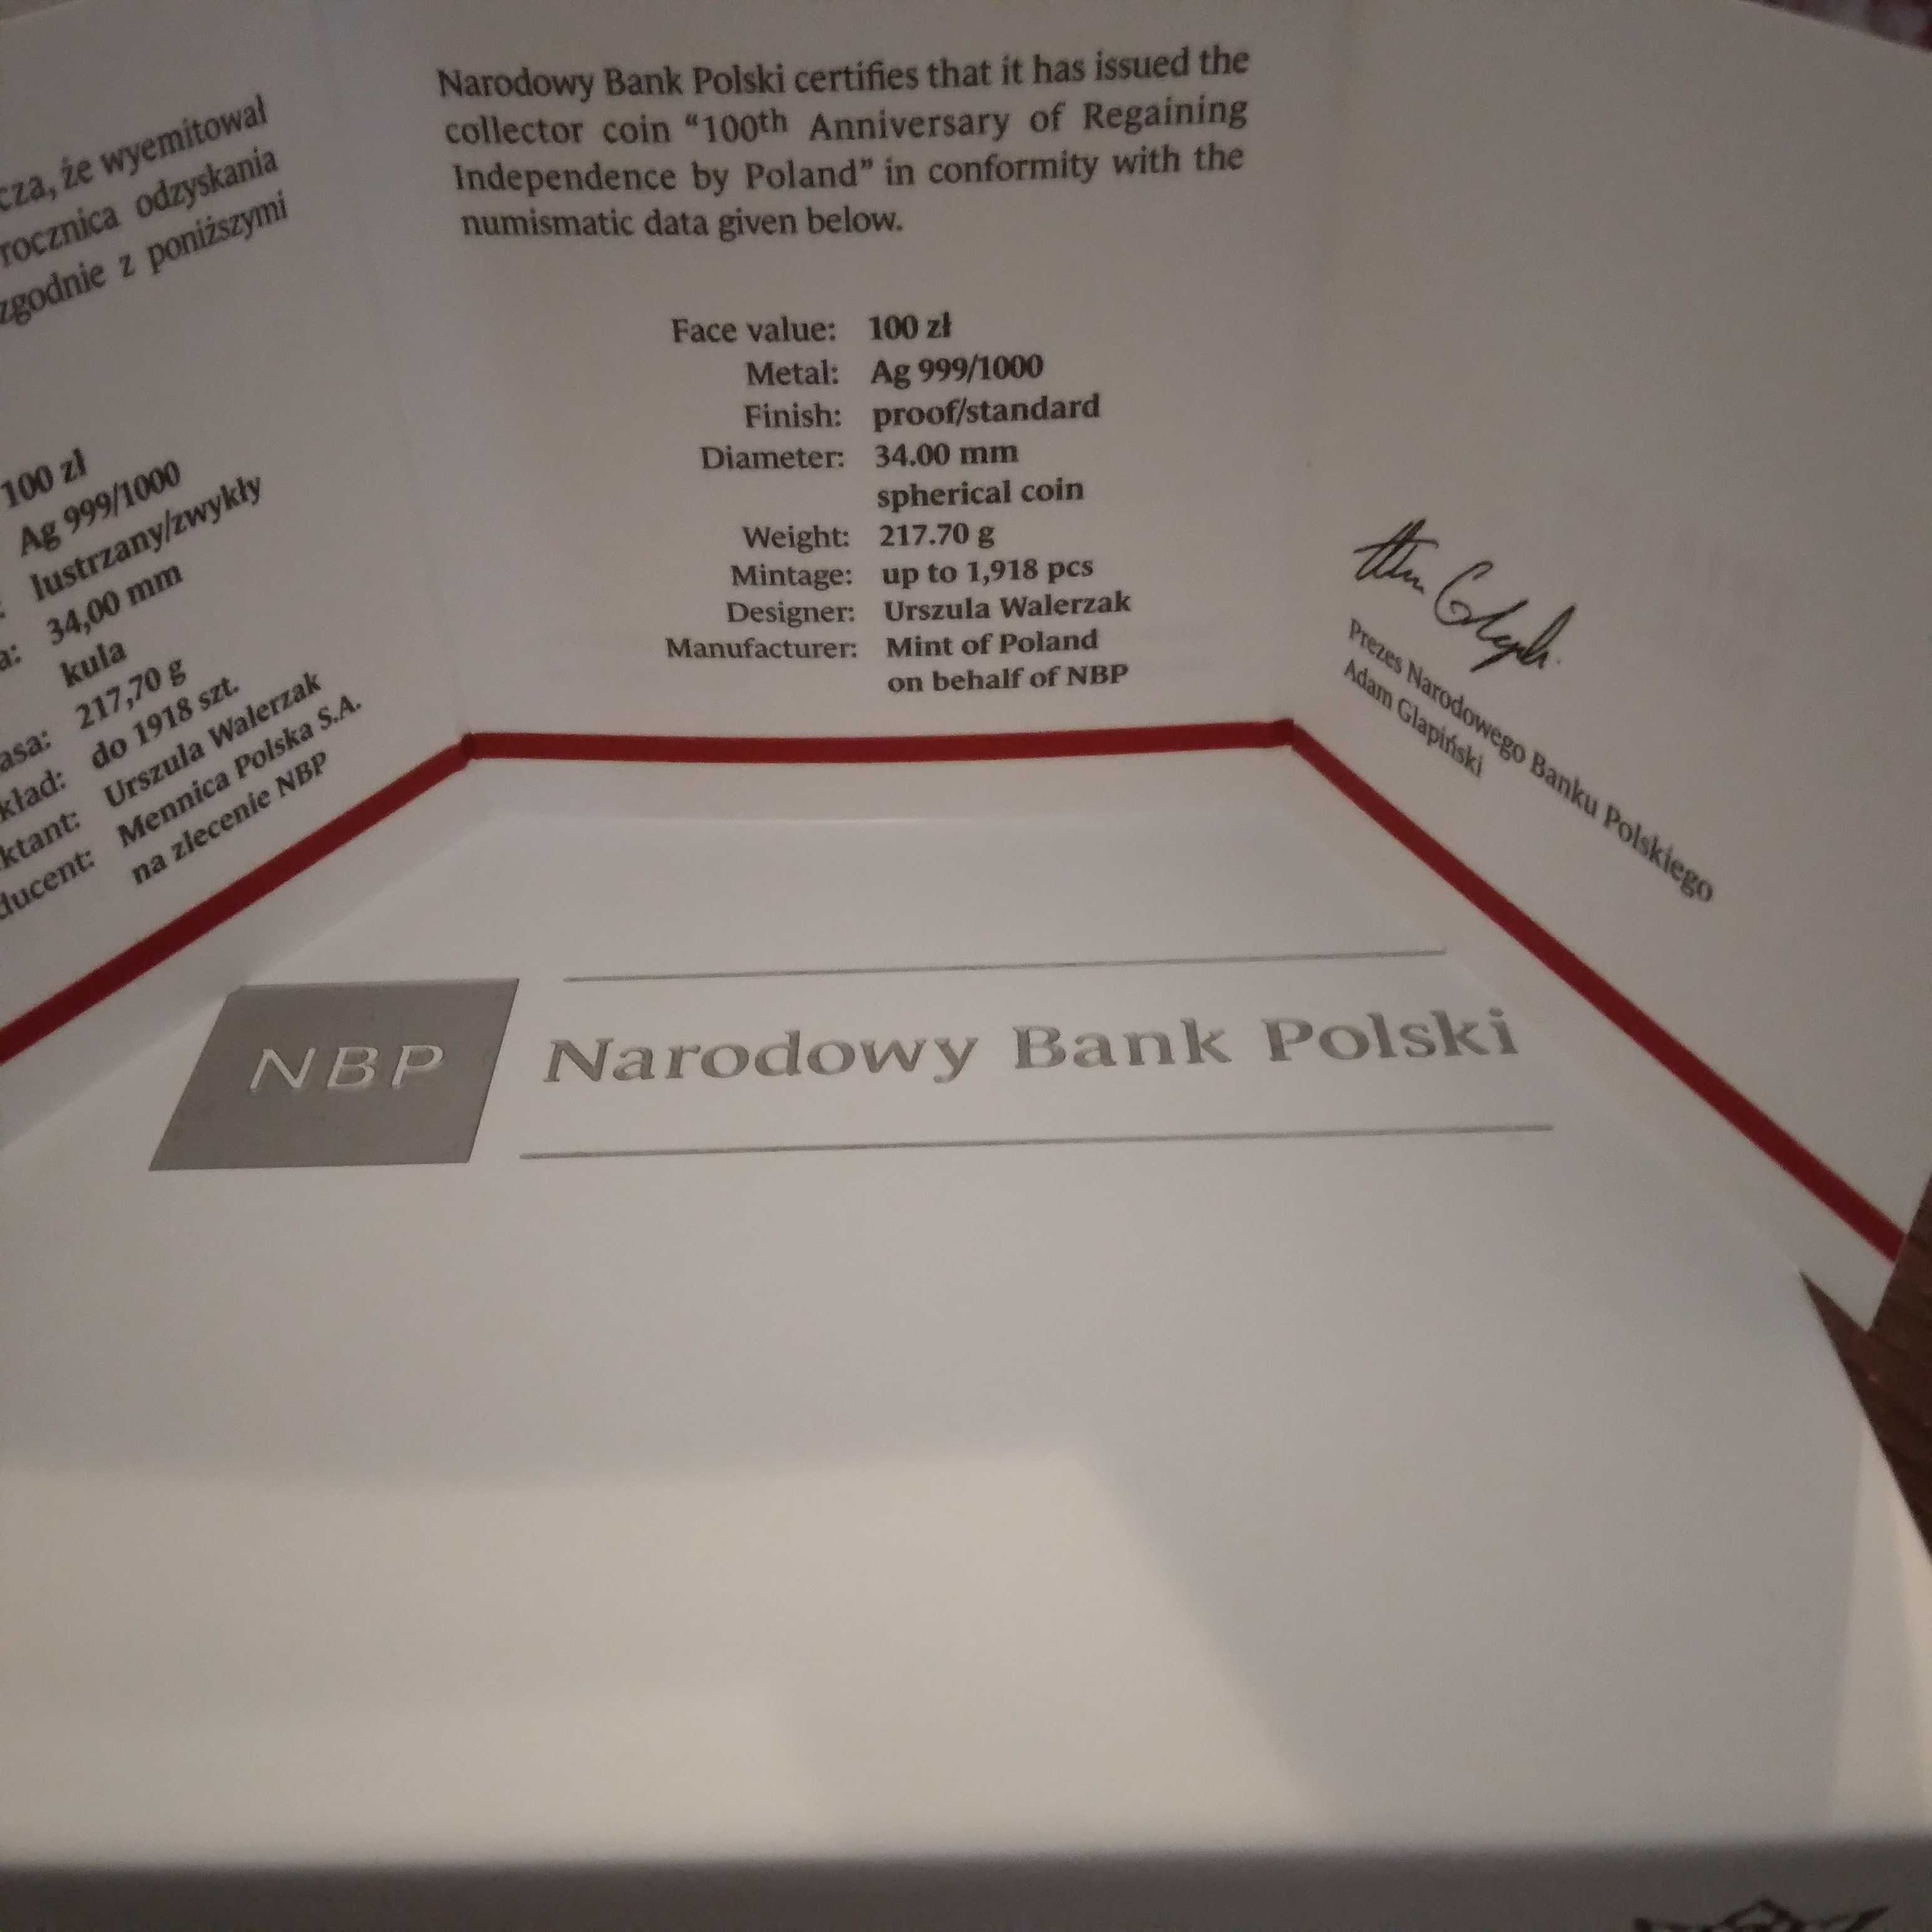 cza, że wyemitował
rocznica odzyskania
zgodnie z poniższymi
100 zł
Ag 999/1000
lustrzany/zwykły
34,00 mm
kula
217,70 g
do 1918 szt.
Urszula Walerzak
Mennica Polska S.A.
na zlecenie NBP
Narodowy Bank Polski certifies that it has issued the
collector coin “100th Anniversary of Regaining
Independence by Poland” in conformity with the
numismatic data given below.
Face value: 100 zł
Metal: Ag 999/1000
Finish: proof/standard
Diameter: 34.00 mm
spherical coin
Weight: 217.70 g
Mintage: up to 1,918 pcs
Designer: Urszula Walerzak
Manufacturer: Mint of Poland
on behalf of NBP
Prezes Narodowego Banku Polskiego
Adam Glapiński
NBP Narodowy Bank Polski